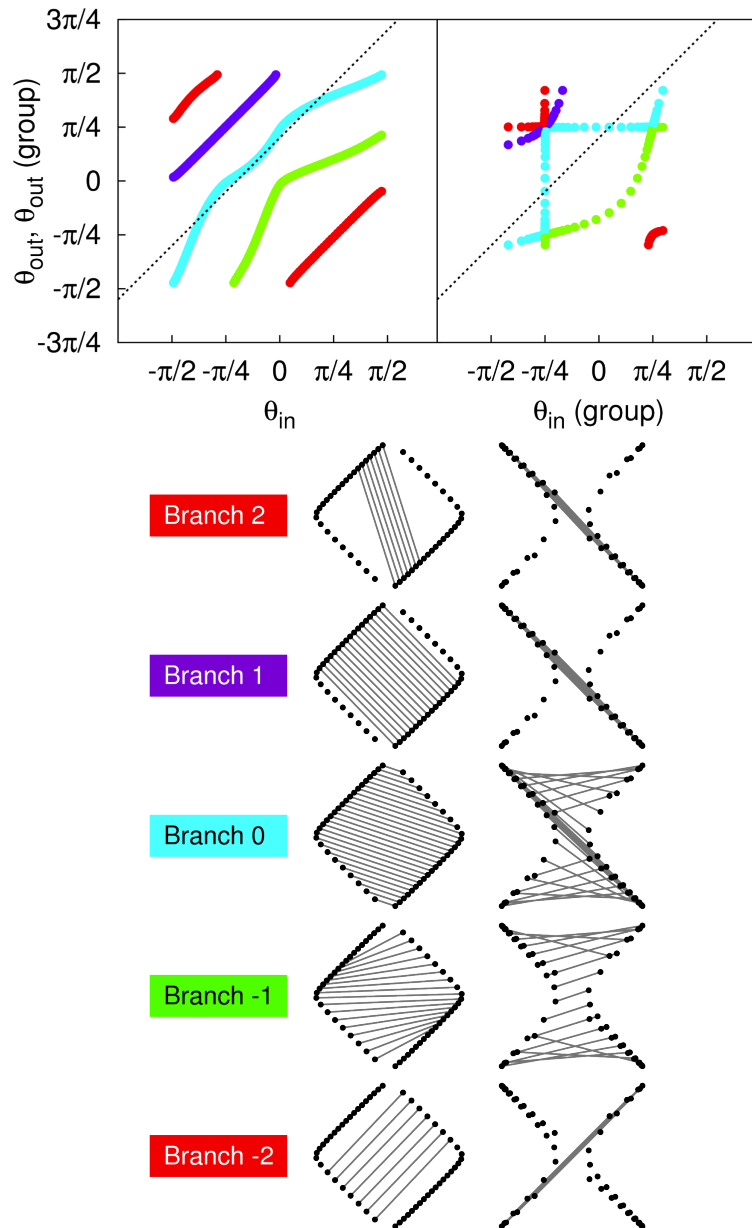 θout, θout (group)
3π/4
π/2
π/4
0
-π/4
-π/2
-3π/4
-π/2 -π/4 0 π/4 π/2
-π/2 -π/4 0 π/4 π/2
θin
θin (group)
Branch 2
Branch 1
Branch 0
Branch -1
Branch -2